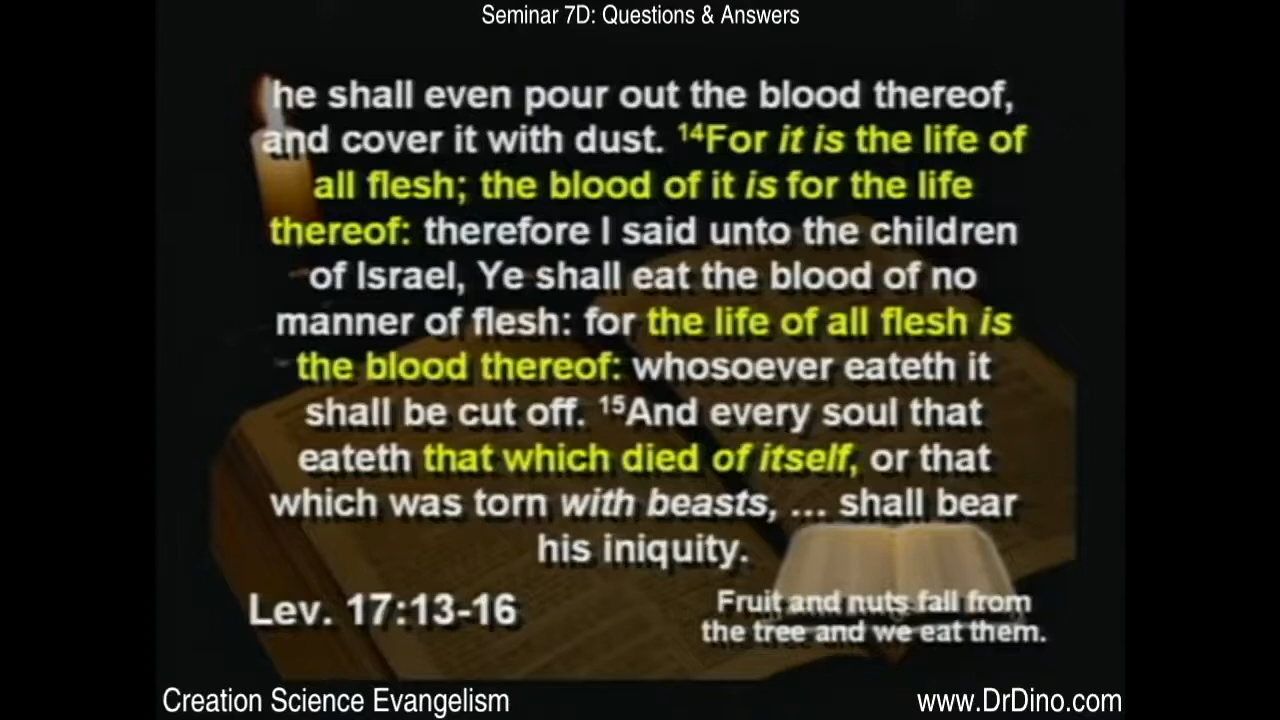 Seminar 7D: Questions & Answers
he shall even pour out the blood thereof,
and cover it with dust. ¹⁴For it is the life of
all flesh; the blood of it is for the life
thereof: therefore I said unto the children
of Israel, Ye shall eat the blood of no
manner of flesh: for the life of all flesh is
the blood thereof: whosoever eateth it
shall be cut off. ¹⁵And every soul that
eateth that which died of itself, or that
which was torn with beasts, ... shall bear
his iniquity.
Lev. 17:13-16
Fruit and nuts fall from
the tree and we eat them.
Creation Science Evangelism
www.DrDino.com